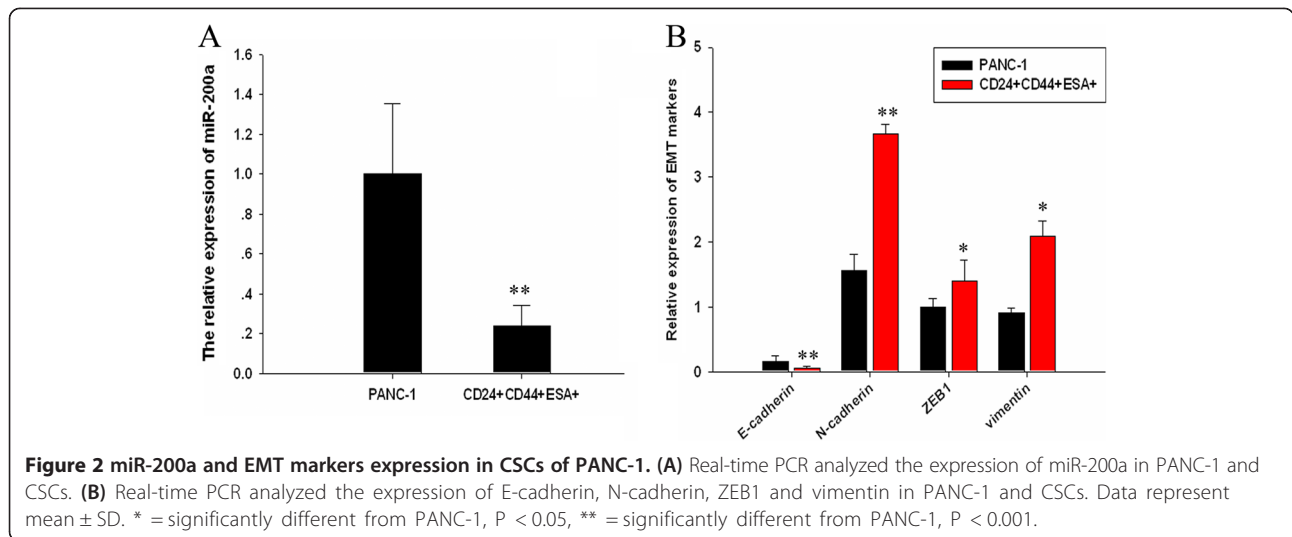 A
The relative expression of miR-200a
1.6
1.4
1.2
1.0
.8
.6
.4
.2
0.0
**
PANC-1
CD24+CD44+ESA+
B
Relative expression of EMT markers
5
4
3
2
1
0
PANC-1
CD24+CD44+ESA+
**
**
*
*
E-cadherin
N-cadherin
ZEB1
vimentin
Figure 2 miR-200a and EMT markers expression in CSCs of PANC-1. (A) Real-time PCR analyzed the expression of miR-200a in PANC-1 and
CSCs. (B) Real-time PCR analyzed the expression of E-cadherin, N-cadherin, ZEB1 and vimentin in PANC-1 and CSCs. Data represent
mean ± SD. * = significantly different from PANC-1, P < 0.05, ** = significantly different from PANC-1, P < 0.001.